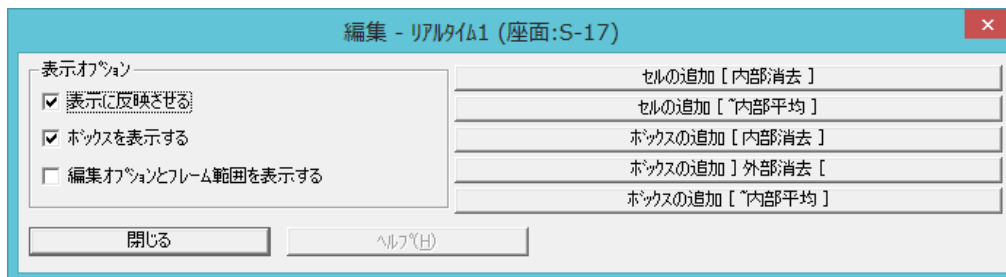 編集 - ﾘｱﾙﾀｲﾑ1 (座面:S-17)
表示ｵﾌﾟｼｮﾝ
表示に反映させる
ﾎﾞｯｸｽを表示する
編集ｵﾌﾟｼｮﾝとﾌﾚｰﾑ範囲を表示する
ｾﾙの追加 [ 内部消去 ]
ｾﾙの追加 [ ~内部平均 ]
ﾎﾞｯｸｽの追加 [ 内部消去 ]
ﾎﾞｯｸｽの追加 ] 外部消去 [
ﾎﾞｯｸｽの追加 [ ~内部平均 ]
閉じる
ﾍﾙﾌﾟ(H)